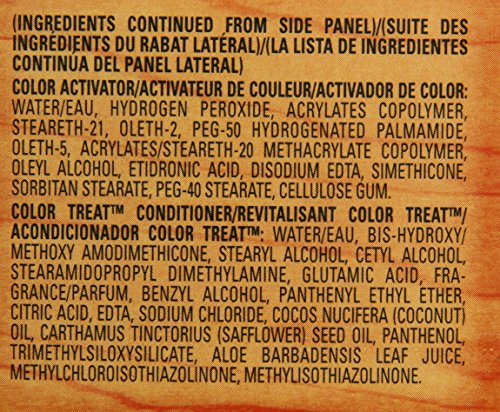 (INGREDIENTS CONTINUED FROM SIDE PANEL)/(SUITE DES
INGRÉDIENTS DU RABAT LATÉRAL)/(LA LISTA DE INGREDIENTES
CONTINUA DEL PANEL LATERAL)
COLOR ACTIVATOR/ACTIVATEUR DE COULEUR/ACTIVADOR DE COLOR:
WATER/EAU, HYDROGEN PEROXIDE, ACRYLATES COPOLYMER,
STEARETH-21, OLETH-2, PEG-50 HYDROGENATED PALMAMIDE,
OLETH-5, ACRYLATES/STEARETH-20 METHACRYLATE COPOLYMER,
OLEYL ALCOHOL, ETIDRONIC ACID, DISODIUM EDTA, SIMETHICONE,
SORBITAN STEARATE, PEG-40 STEARATE, CELLULOSE GUM.
COLOR TREAT™ CONDITIONER/REVITALISANT COLOR TREAT™/
ACONDICIONADOR COLOR TREAT™: WATER/EAU, BIS-HYDROXY/
METHOXY AMODIMETHICONE, STEARYL ALCOHOL, CETYL ALCOHOL,
STEARAMIDOPROPYL DIMETHYLAMINE, GLUTAMIC ACID, FRA-
GRANCE/PARFUM, BENZYL ALCOHOL, PANTHENYL ETHYL ETHER,
CITRIC ACID, EDTA, SODIUM CHLORIDE, COCOS NUCIFERA (COCONUT)
OIL, CARTHAMUS TINCTORIUS (SAFFLOWER) SEED OIL, PANTHENOL,
TRIMETHYLSILOXYSILICATE, ALOE BARBADENSIS LEAF JUICE,
METHYLCHLOROISOTHIAZOLINONE, METHYLISOTHIAZOLINONE.